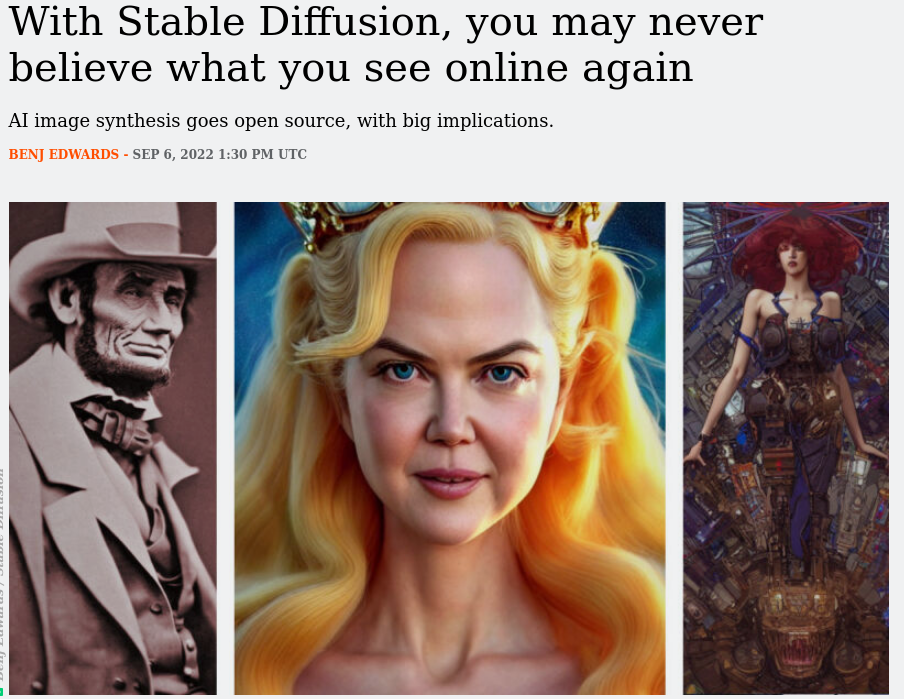 With Stable Diffusion, you may never
believe what you see online again
AI image synthesis goes open source, with big implications.
BENJ EDWARDS - SEP 6, 2022 1:30 PM UTC
Benj Edwards / Stable Diffusion